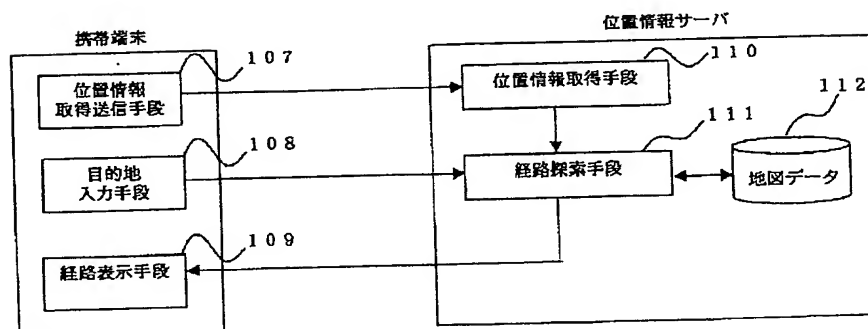 位置情報サーバ
携帯端末
107
110
位置情報
取得送信手段
位置情報取得手段
112
108
111
目的地
入力手段
経路探索手段
地図データ
109
経路表示手段